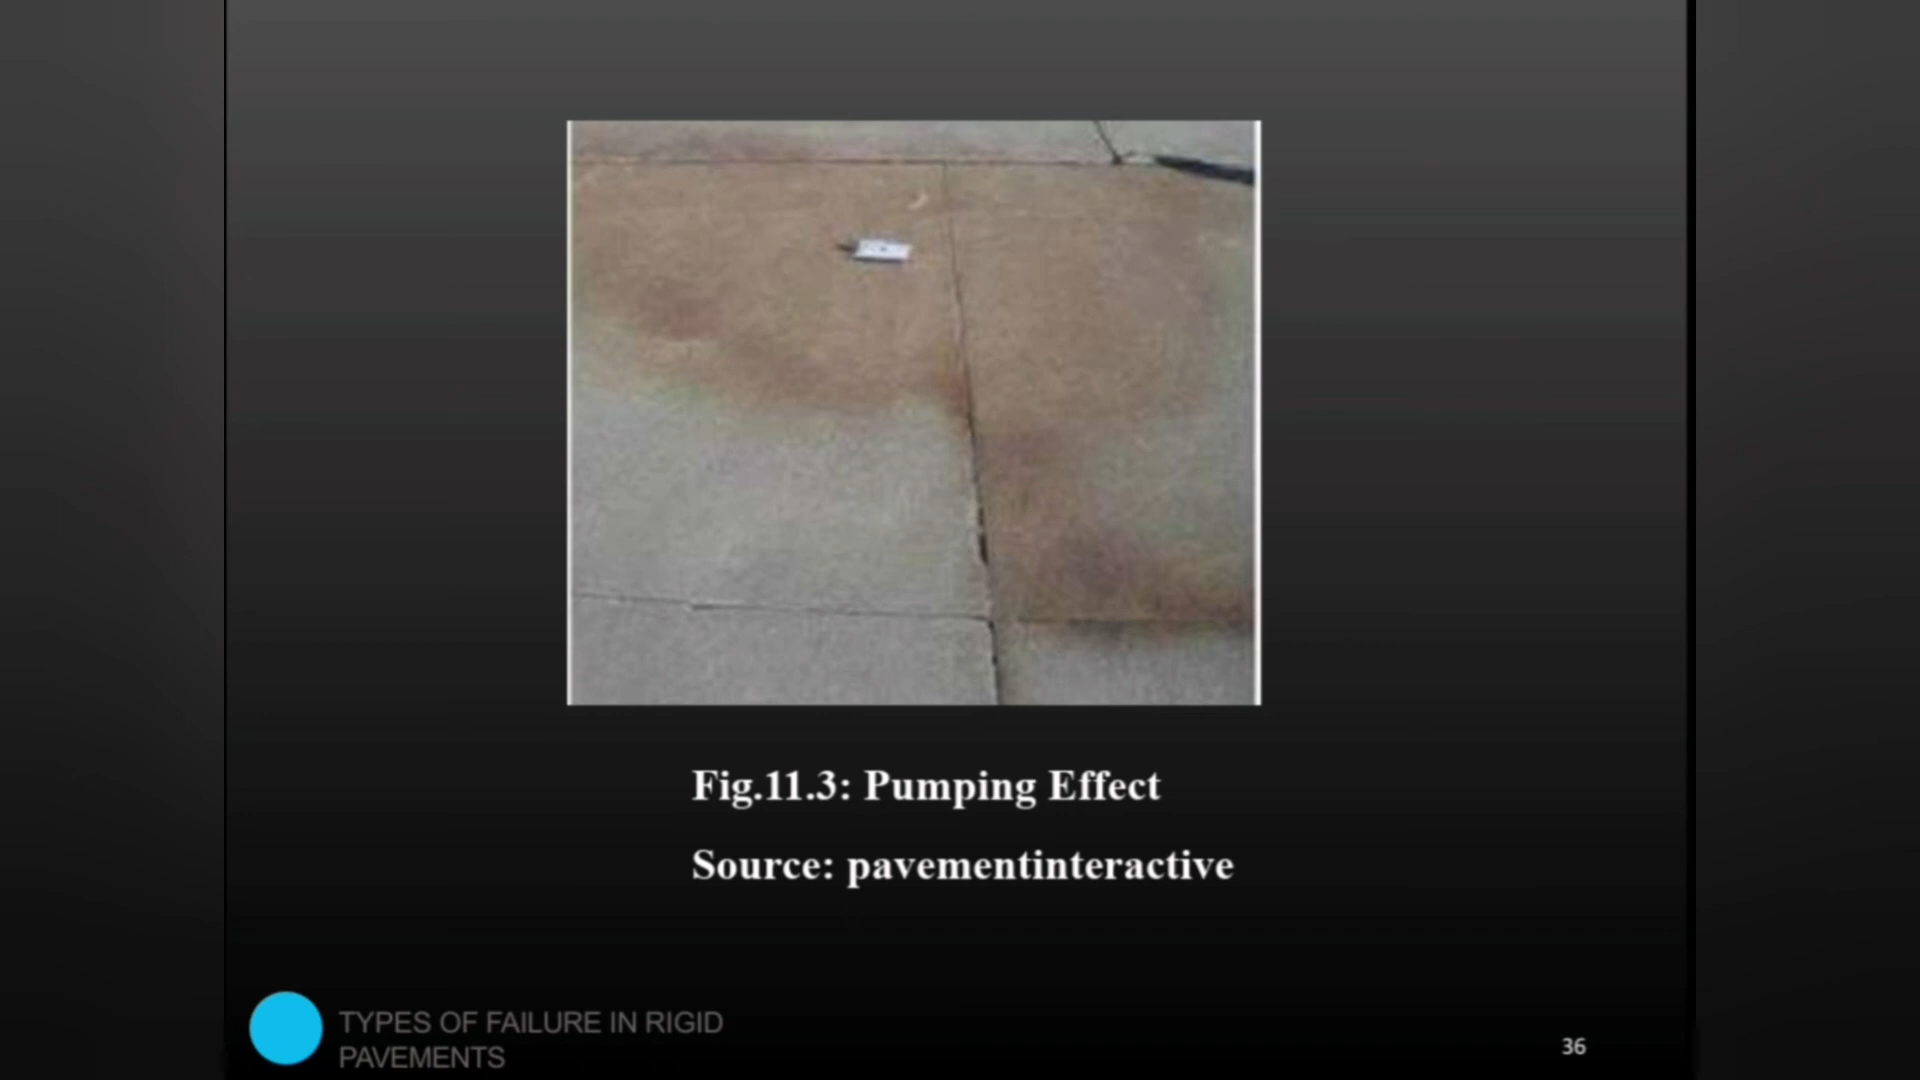 Fig.11.3: Pumping Effect
Source: pavementinteractive
TYPES OF FAILURE IN RIGID
PAVEMENTS
36